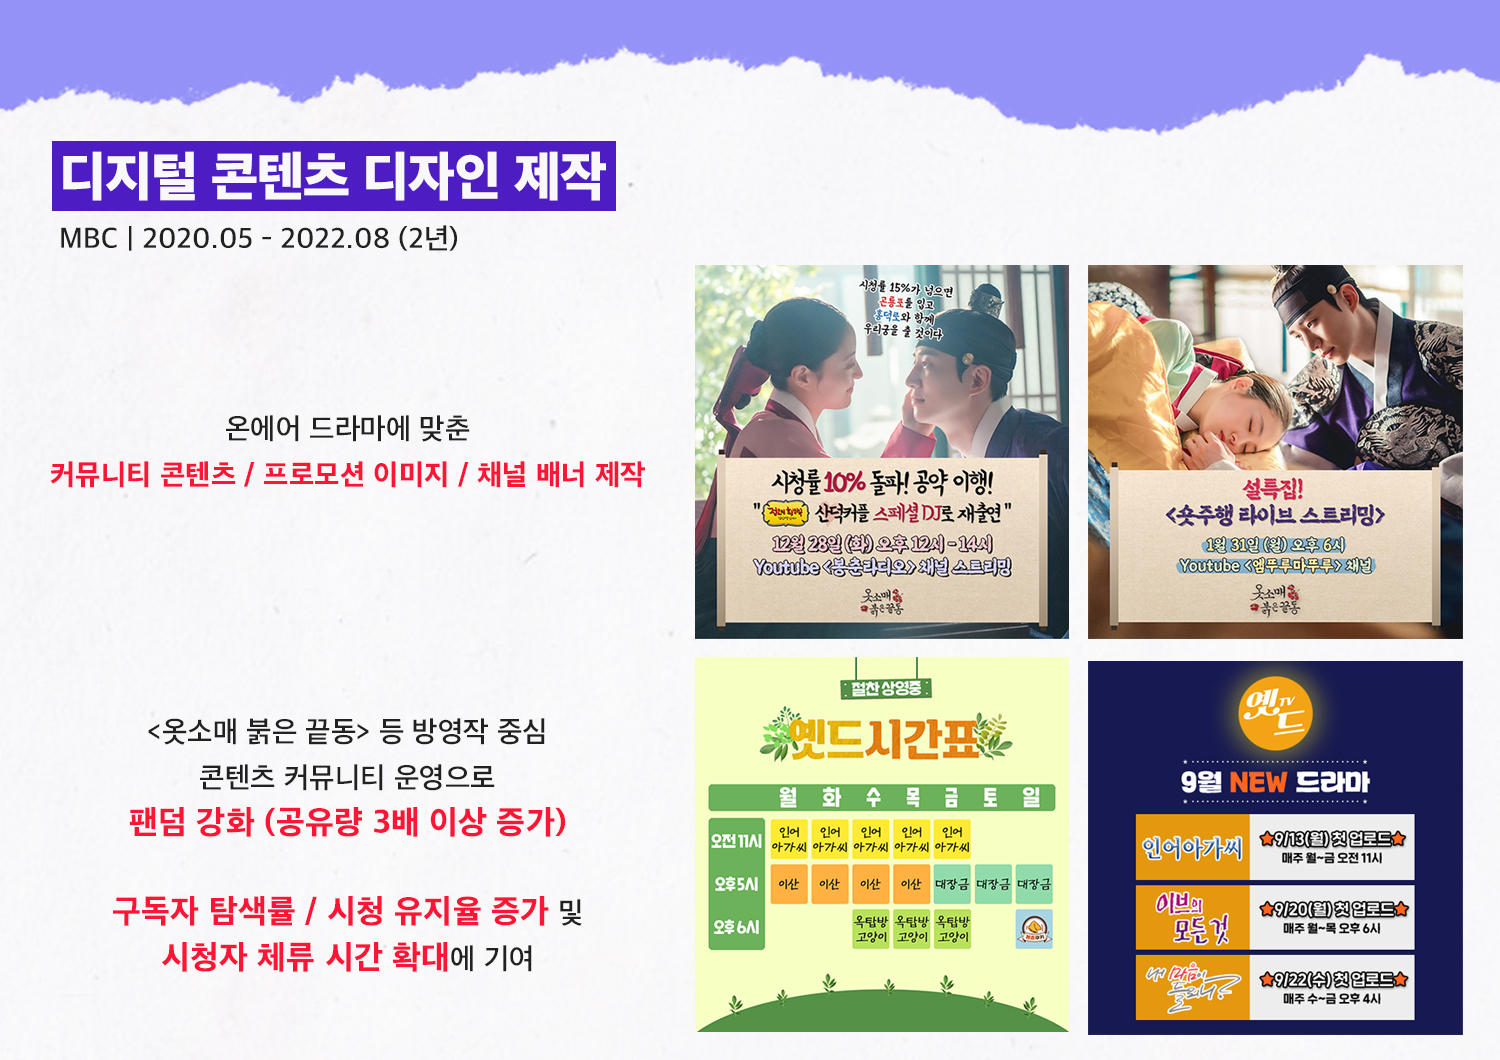 디지털 콘텐츠 디자인 제작
MBC | 2020.05 - 2022.08 (2년)
온에어 드라마에 맞춘
커뮤니티 콘텐츠 / 프로모션 이미지 / 채널 배너 제작
<옷소매 붉은 끝동> 등 방영작 중심
콘텐츠 커뮤니티 운영으로
팬덤 강화 (공유량 3배 이상 증가)
구독자 탐색률 / 시청 유지율 증가 및
시청자 체류 시간 확대에 기여
시청률 15%가 넘으면
곤룡포를 입고
홍덕로와 함께
우리궁을 출 것이다
시청률 10% 돌파! 공약 이행!
" 산덕커플 스페셜 DJ로 재출연 "
12월 28일 (화) 오후 12시 - 14시
Youtube <봉춘라디오> 채널 스트리밍
옷소매
붉은 끝동
설특집!
<숏주행 라이브 스트리밍>
1월 31일 (월) 오후 6시
Youtube <엠뚜루마뚜루> 채널
옷소매
붉은 끝동
절찬 상영중
옛드시간표
월 화 수 목 금 토 일
오전 11시 인어 아가씨 인어 아가씨 인어 아가씨 인어 아가씨 인어 아가씨
오후 5시 이산 이산 이산 이산 대장금 대장금 대장금
오후 6시 옥탑방 고양이 옥탑방 고양이 옥탑방 고양이
옛드 TV
9월 NEW 드라마
인어아가씨
9/13(월) 첫 업로드
매주 월~금 오전 11시
이브의 모든것
9/20(월) 첫 업로드
매주 월~목 오후 6시
내 마음이 들리니?
9/22(수) 첫 업로드
매주 수~금 오후 4시